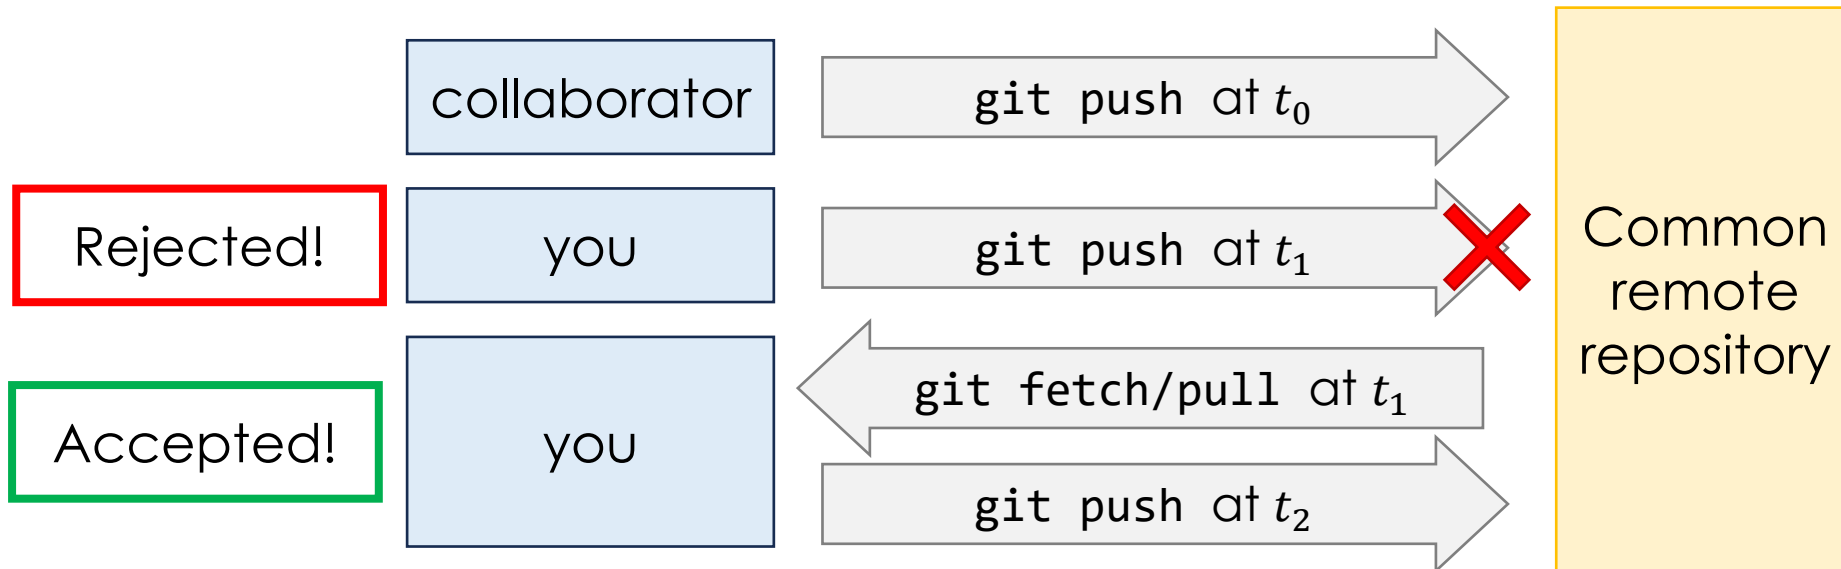 collaborator
git push at t₀
Rejected!
you
git push at t₁
Accepted!
you
git fetch/pull at t₁
git push at t₂
Common
remote
repository